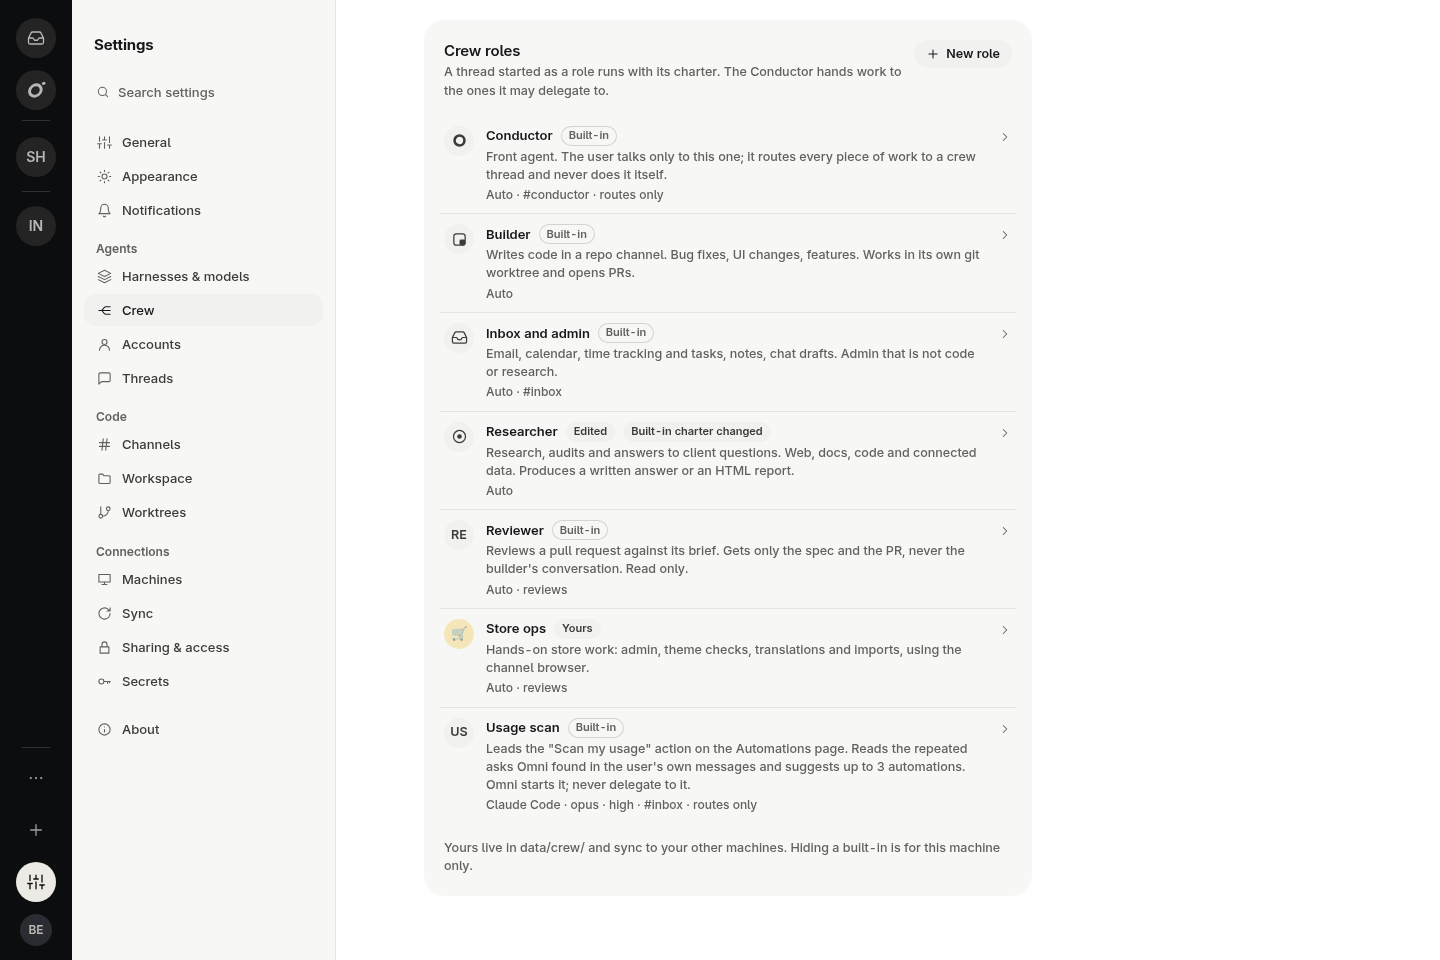 Settings
Search settings
General
Appearance
Notifications
Agents
Harnesses & models
Crew
Accounts
Threads
Code
Channels
Workspace
Worktrees
Connections
Machines
Sync
Sharing & access
Secrets
About
SH
IN
BE
Crew roles
New role
A thread started as a role runs with its charter. The Conductor hands work to
the ones it may delegate to.
Conductor Built-in
Front agent. The user talks only to this one; it routes every piece of work to a crew
thread and never does it itself.
Auto · #conductor · routes only
Builder Built-in
Writes code in a repo channel. Bug fixes, UI changes, features. Works in its own git
worktree and opens PRs.
Auto
Inbox and admin Built-in
Email, calendar, time tracking and tasks, notes, chat drafts. Admin that is not code
or research.
Auto · #inbox
Researcher Edited Built-in charter changed
Research, audits and answers to client questions. Web, docs, code and connected
data. Produces a written answer or an HTML report.
Auto
RE Reviewer Built-in
Reviews a pull request against its brief. Gets only the spec and the PR, never the
builder's conversation. Read only.
Auto · reviews
Store ops Yours
Hands-on store work: admin, theme checks, translations and imports, using the
channel browser.
Auto · reviews
US Usage scan Built-in
Leads the "Scan my usage" action on the Automations page. Reads the repeated
asks Omni found in the user's own messages and suggests up to 3 automations.
Omni starts it; never delegate to it.
Claude Code · opus · high · #inbox · routes only
Yours live in data/crew/ and sync to your other machines. Hiding a built-in is for this machine
only.